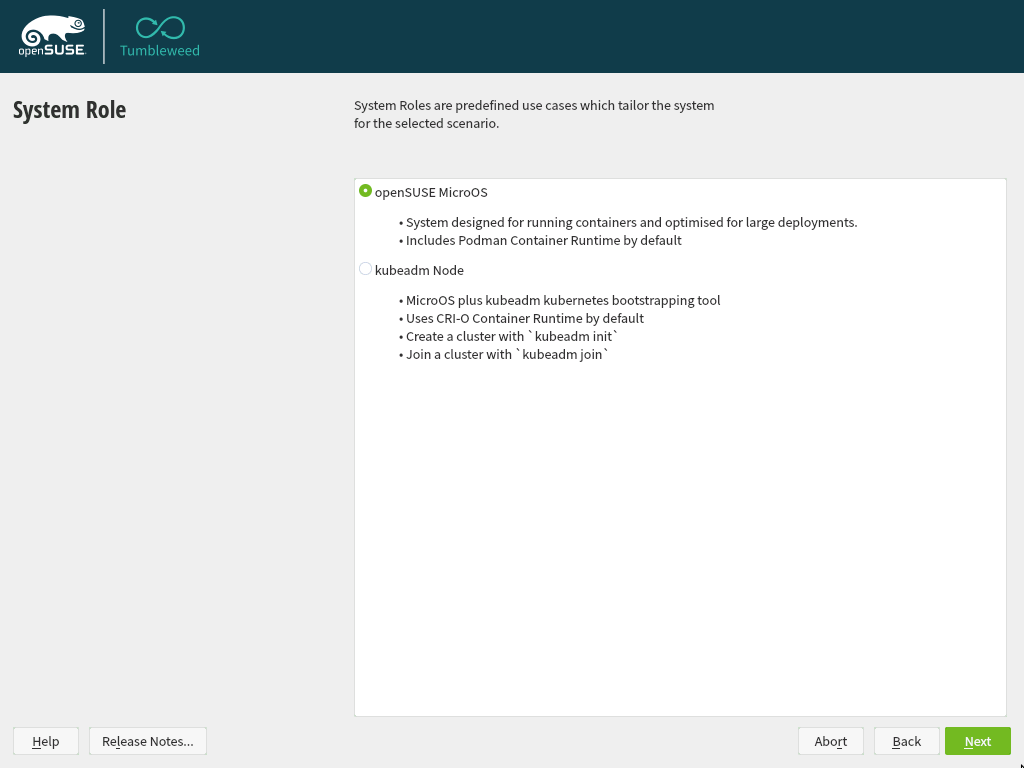 openSUSE
Tumbleweed
System Role
System Roles are predefined use cases which tailor the system
for the selected scenario.
openSUSE MicroOS
• System designed for running containers and optimised for large deployments.
• Includes Podman Container Runtime by default
kubeadm Node
• MicroOS plus kubeadm kubernetes bootstrapping tool
• Uses CRI-O Container Runtime by default
• Create a cluster with `kubeadm init`
• Join a cluster with `kubeadm join`
Help
Release Notes...
Abort
Back
Next